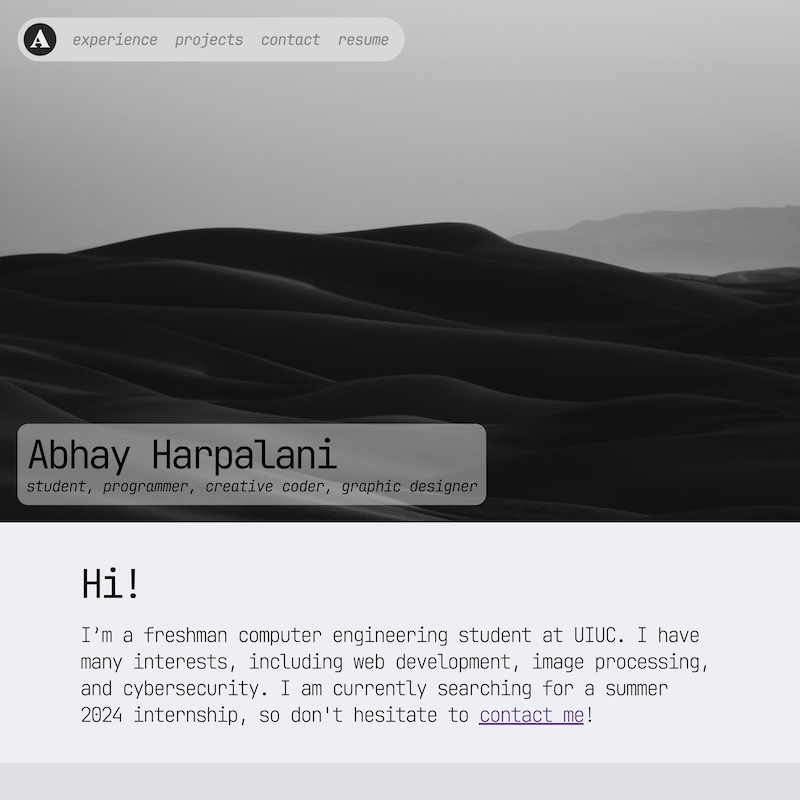 A experience projects contact resume
Abhay Harpalani
student, programmer, creative coder, graphic designer
Hi!
I’m a freshman computer engineering student at UIUC. I have
many interests, including web development, image processing,
and cybersecurity. I am currently searching for a summer
2024 internship, so don't hesitate to contact me!